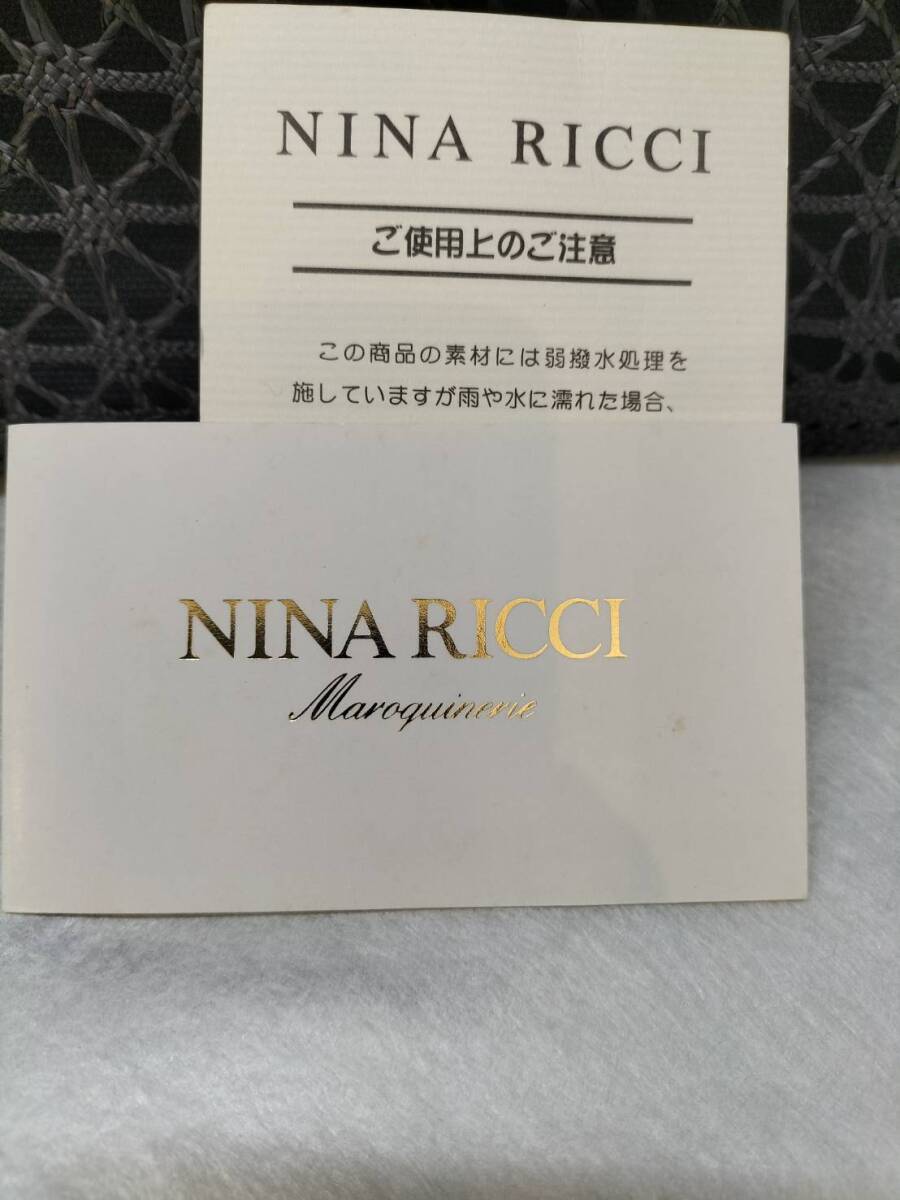 NINA RICCI
ご使用上のご注意
この商品の素材には弱撥水処理を
施していますが雨や水に濡れた場合、
NINA RICCI
Maroquinerie